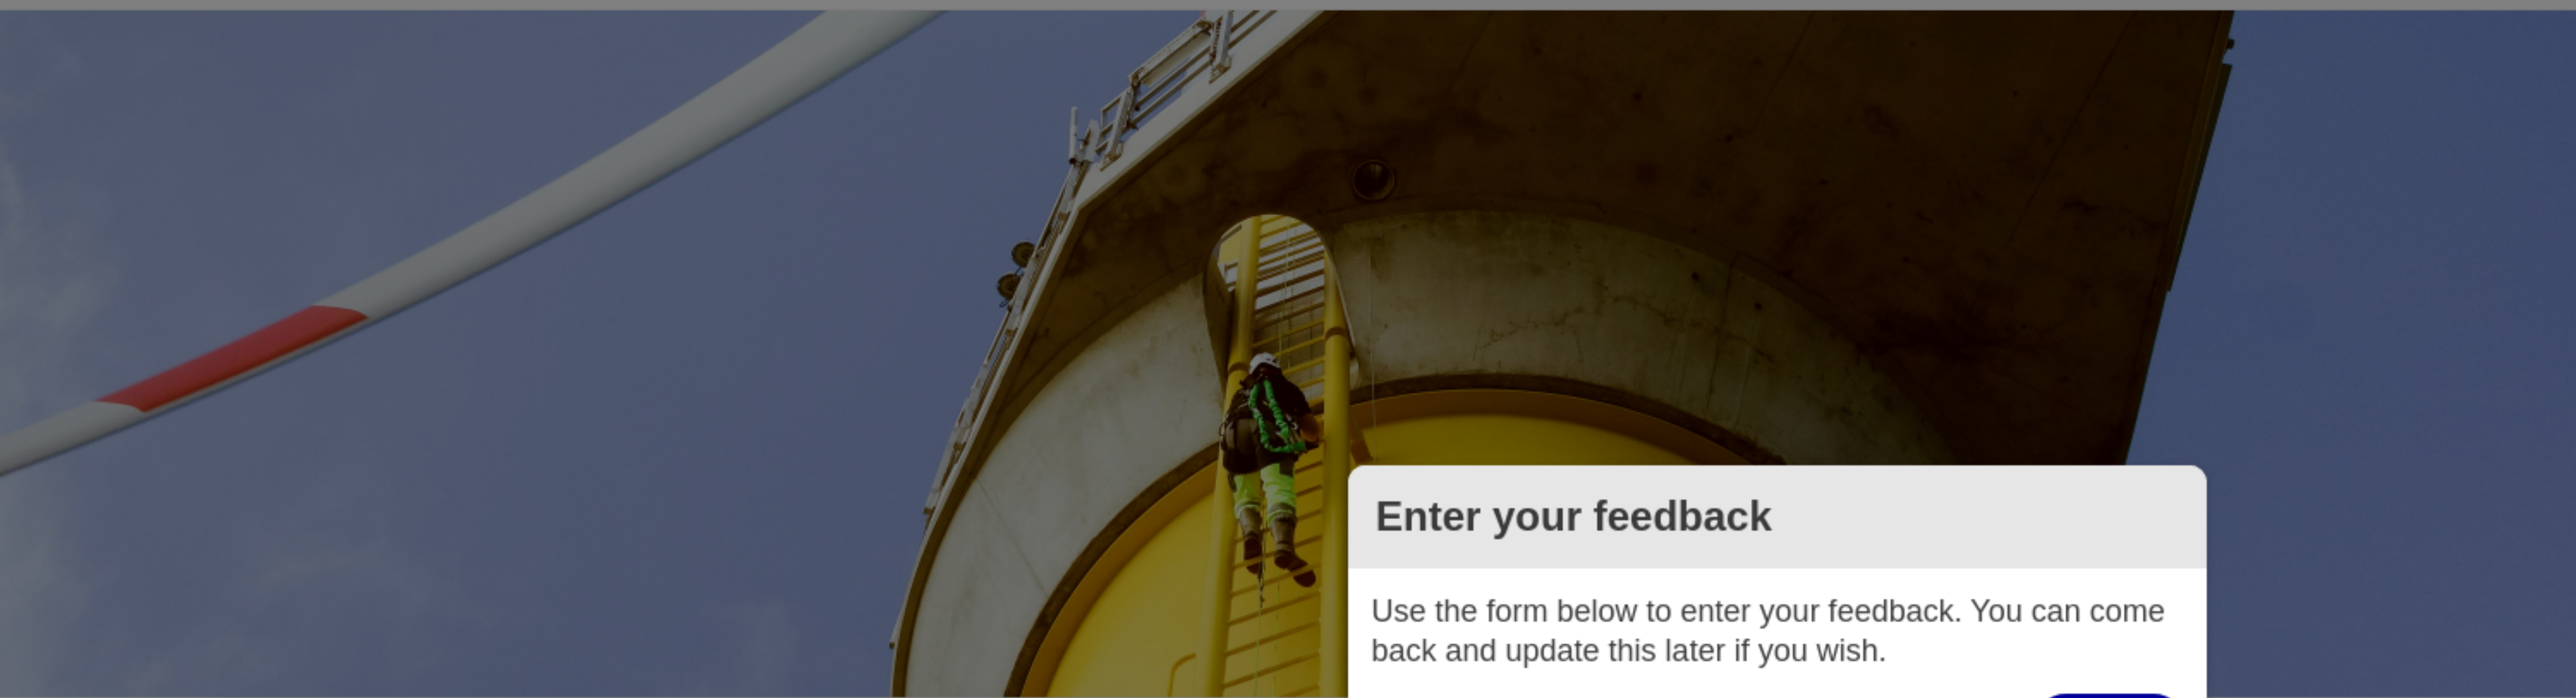 Enter your feedback
Use the form below to enter your feedback. You can come
back and update this later if you wish.